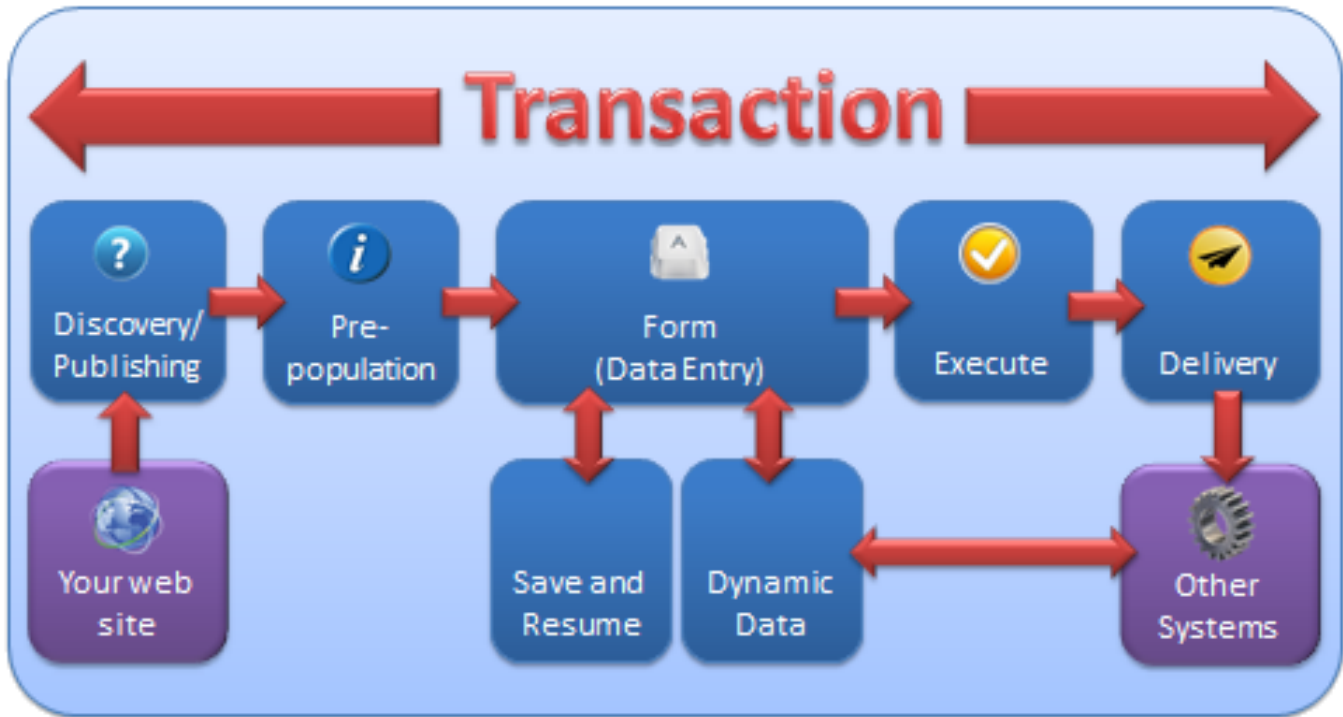 Transaction
Discovery/
Publishing
Pre-
population
Form
(Data Entry)
Execute
Delivery
Your web
site
Save and
Resume
Dynamic
Data
Other
Systems